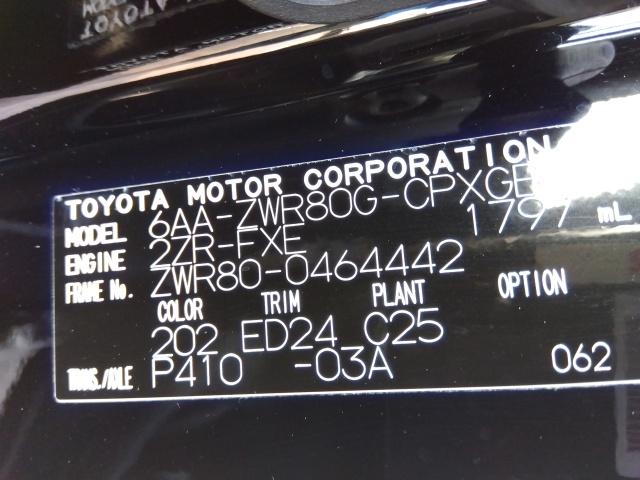 TOYOTA MOTOR CORPORATION
MODEL 6AA-ZWR80G-CPXGB
ENGINE 2ZR-FXE 1797 mL
FRAME No. ZWR80-0464442
COLOR TRIM PLANT OPTION
202 ED24 C25
TRANS./AXLE P410 -03A 062